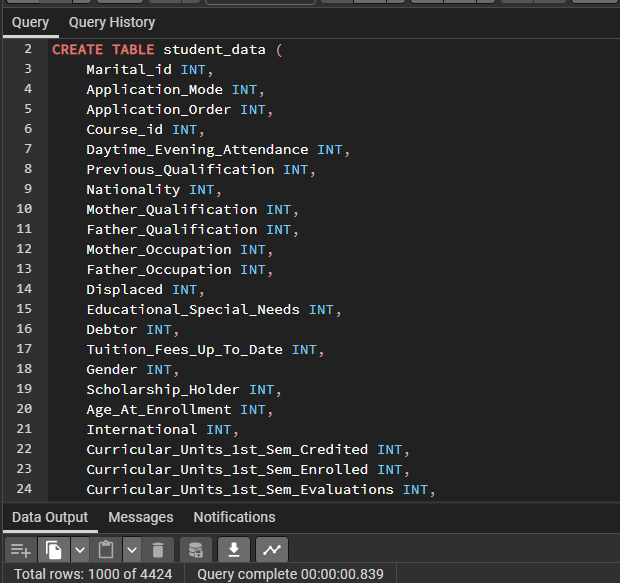 Query Query History
2 CREATE TABLE student_data (
3 Marital_id INT,
4 Application_Mode INT,
5 Application_Order INT,
6 Course_id INT,
7 Daytime_Evening_Attendance INT,
8 Previous_Qualification INT,
9 Nationality INT,
10 Mother_Qualification INT,
11 Father_Qualification INT,
12 Mother_Occupation INT,
13 Father_Occupation INT,
14 Displaced INT,
15 Educational_Special_Needs INT,
16 Debtor INT,
17 Tuition_Fees_Up_To_Date INT,
18 Gender INT,
19 Scholarship_Holder INT,
20 Age_At_Enrollment INT,
21 International INT,
22 Curricular_Units_1st_Sem_Credited INT,
23 Curricular_Units_1st_Sem_Enrolled INT,
24 Curricular_Units_1st_Sem_Evaluations INT,
Data Output Messages Notifications
Total rows: 1000 of 4424 Query complete 00:00:00.839